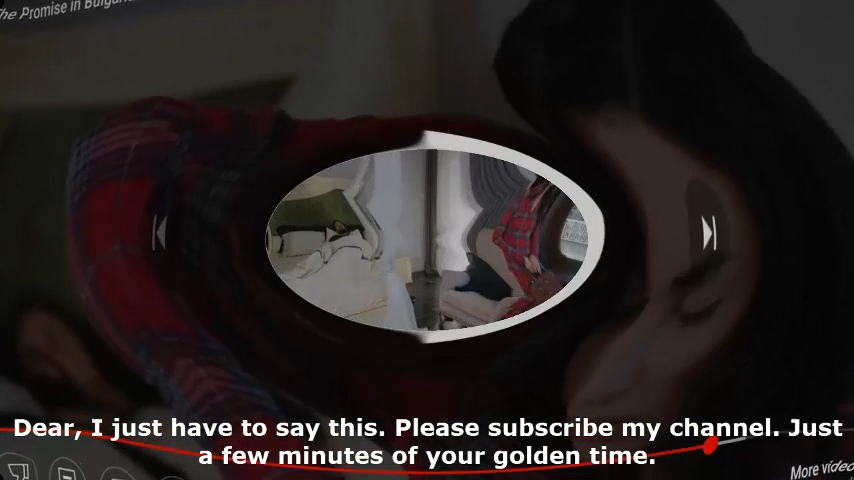 The Promise in Bulgaria
Dear, I just have to say this. Please subscribe my channel. Just
a few minutes of your golden time.
More video